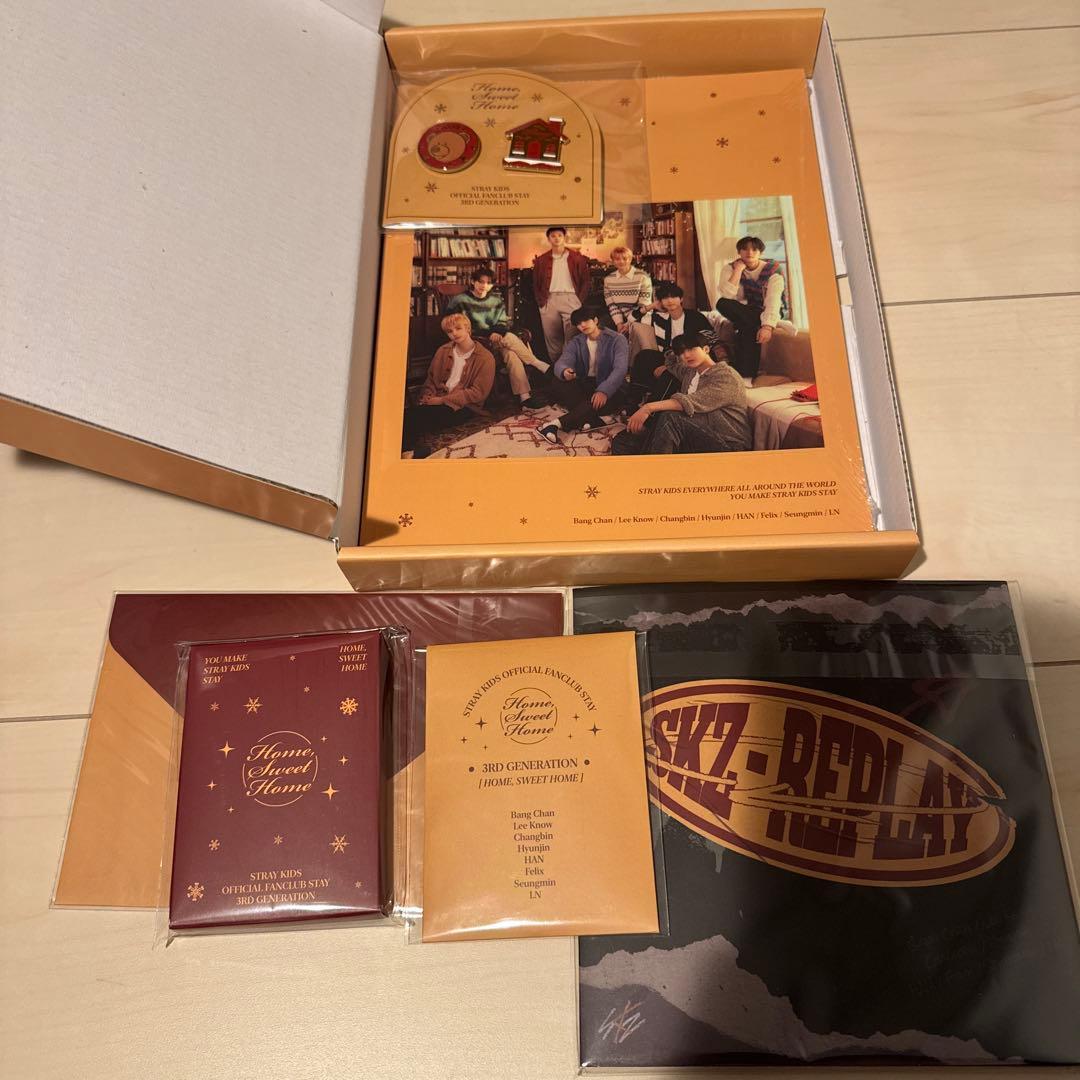 Home,
Sweet
Home
STRAY KIDS
OFFICIAL FANCLUB STAY
3RD GENERATION
STRAY KIDS EVERYWHERE ALL AROUND THE WORLD
YOU MAKE STRAY KIDS STAY
Bang Chan / Lee Know / Changbin / Hyunjin / HAN / Felix / Seungmin / I.N
YOU MAKE
STRAY KIDS
STAY
HOME,
SWEET
HOME
Home,
Sweet
Home
STRAY KIDS
OFFICIAL FANCLUB STAY
3RD GENERATION
STRAY KIDS OFFICIAL FANCLUB STAY
Home,
Sweet
Home
3RD GENERATION
[ HOME, SWEET HOME ]
Bang Chan
Lee Know
Changbin
Hyunjin
HAN
Felix
Seungmin
I.N
SKZ-REPLAY
SKZ